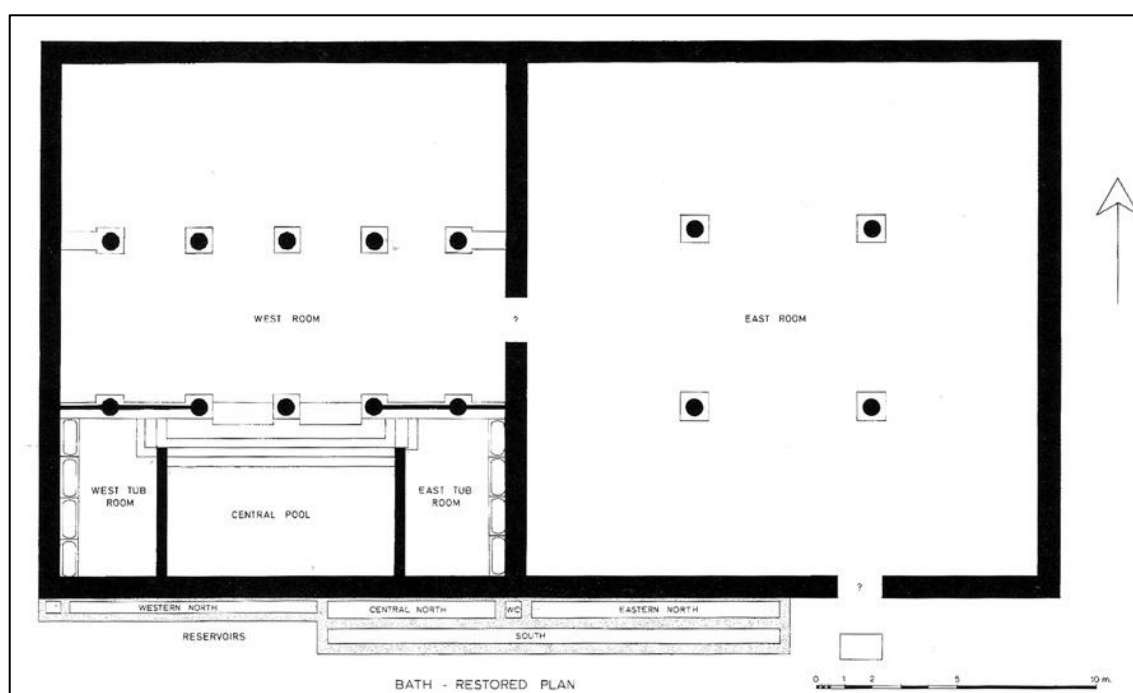 WEST ROOM
?
EAST ROOM
WEST TUB
ROOM
EAST TUB
ROOM
CENTRAL POOL
?
WESTERN NORTH
CENTRAL NORTH
WC
EASTERN NORTH
RESERVOIRS
SOUTH
BATH - RESTORED PLAN
0 1 2 5 10 m.